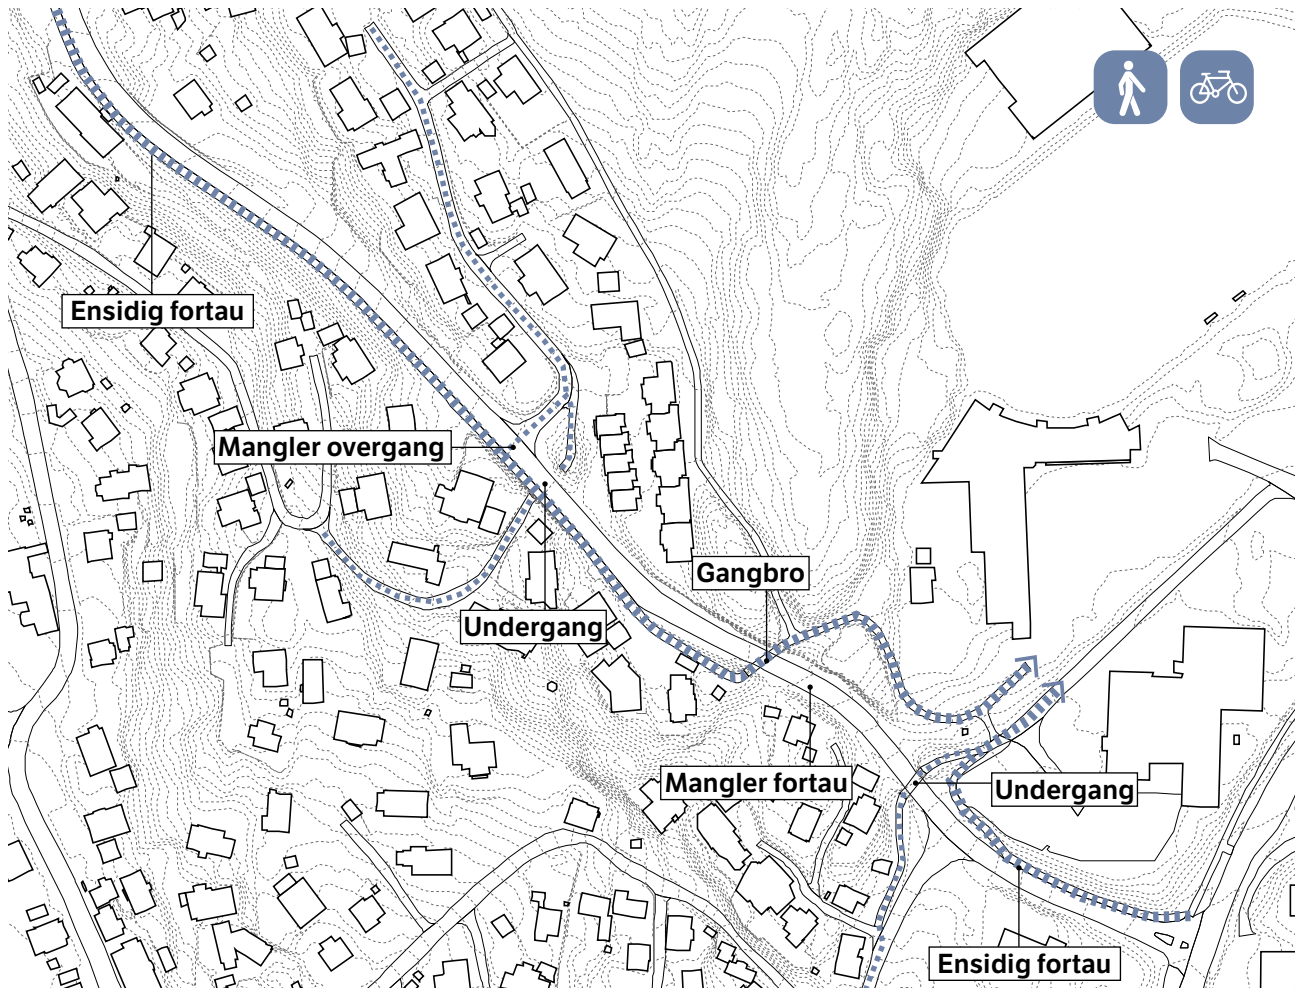 Ensidig fortau
Mangler overgang
Gangbro
Undergang
Mangler fortau
Undergang
Ensidig fortau